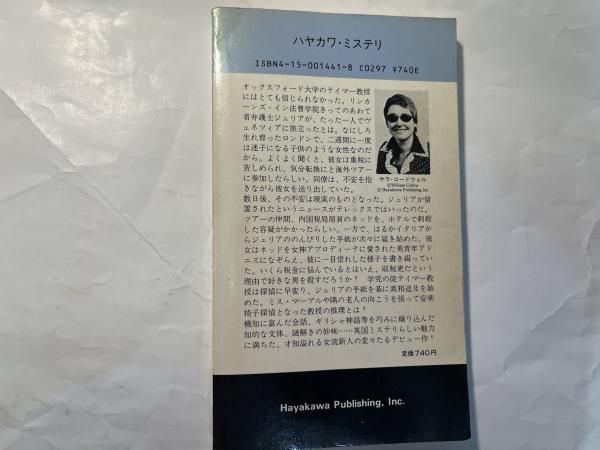 ハヤカワ・ミステリ
ISBN4-15-001441-8 C0297 ¥740E
オックスフォード大学のテイマー教授
にはとても信じられなかった。リンカ
ーンズ・イン法曹学院きってのあわて
者弁護士ジュリアが、たった一人でヴ
ェネツィアに旅立ったとは。なにしろ
生れ育ったロンドンで、二週間に一度
は迷子になる子供のような女性なのだ
から。よくよく聞くと、彼女は重税に
苦しめられ、気分転換にと海外ツアー
に参加したらしい。同僚は、不安を抱
きながら彼女を送り出していた。
サラ・コードウェル
©William Collins
© Hayakawa Publishing, Inc.
数日後、その不安は現実のものとなった。ジュリアが留
置されたというニュースがテレックスではいったのだ。
ツアーの仲間、内国税局局員のネッドを、ホテルで刺殺
した容疑がかかったらしい。一方で、はるかイタリアか
らジュリアののんびりした手紙が次々に届き始めた。彼
女はネッドを女神アプロディーテに愛された美青年アド
ニスになぞらえ、彼に一目惚れした様子を書き綴ってい
た。いくら税金に悩んでいるとはいえ、収税吏だという
理由で好きな男を殺すだろうか? 学究の徒テイマー教
授は探偵に早変り、ジュリアの手紙を基に真相追及を始
めた。ミス・マープルや隅の老人の向こうを張って安楽
椅子探偵となった教授の推理とは?
機知に富んだ会話、ギリシャ神話等を巧みに織り込んだ
知的な文体、謎解きの妙味……英国ミステリらしい魅力
に満ちた、才知溢れる女流新人の堂々たるデビュー作!
定価740円
Hayakawa Publishing, Inc.